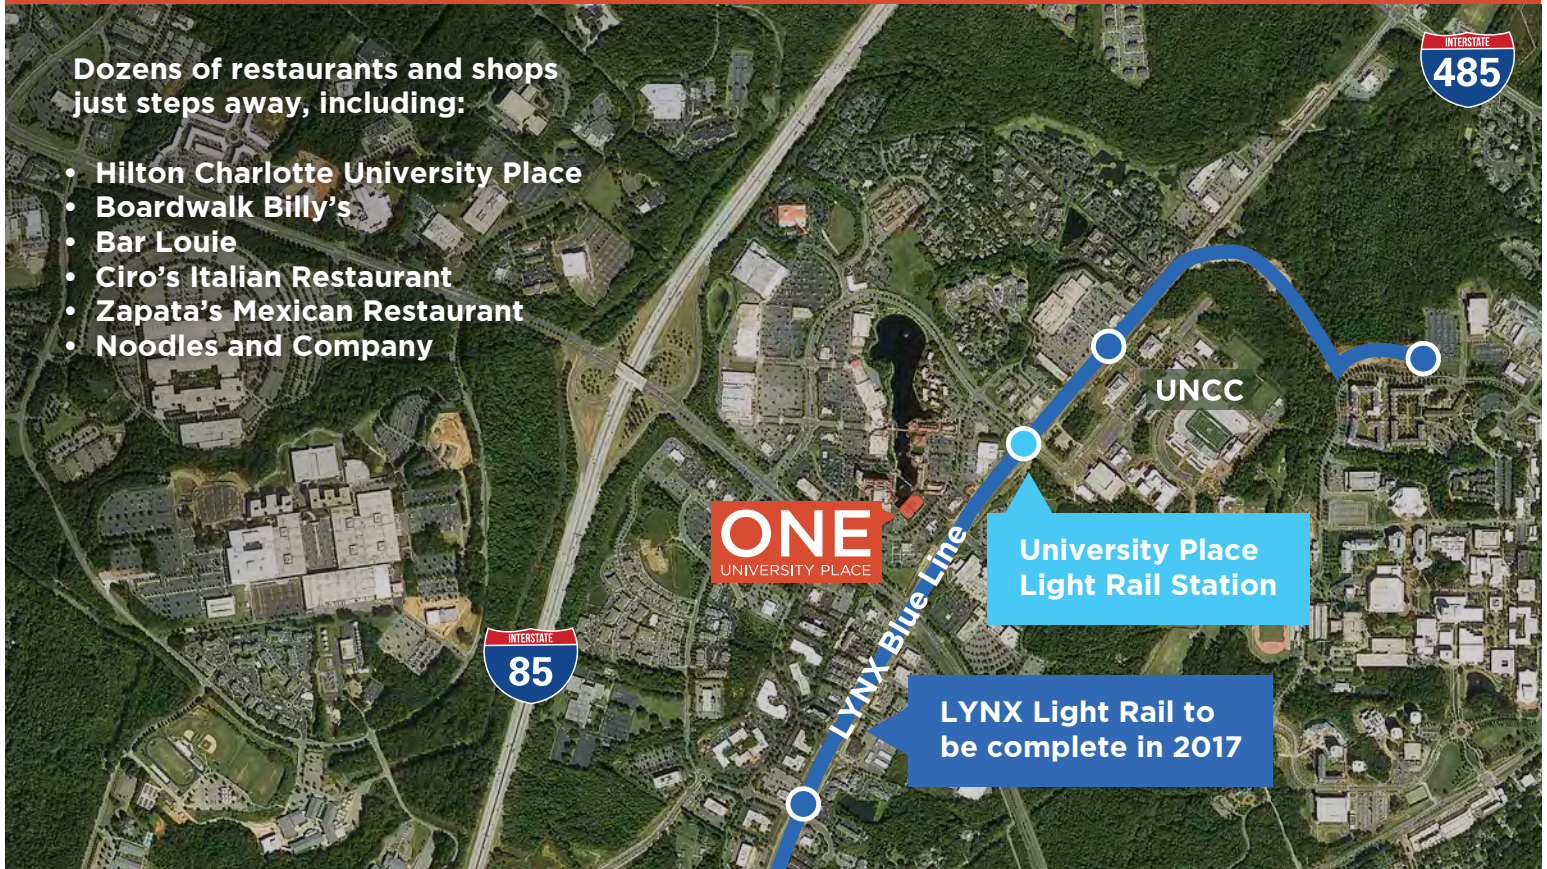 Dozens of restaurants and shops
just steps away, including:
• Hilton Charlotte University Place
• Boardwalk Billy’s
• Bar Louie
• Ciro’s Italian Restaurant
• Zapata’s Mexican Restaurant
• Noodles and Company
INTERSTATE
485
UNCC
ONE
UNIVERSITY PLACE
University Place
Light Rail Station
LYNX Blue Line
INTERSTATE
85
LYNX Light Rail to
be complete in 2017